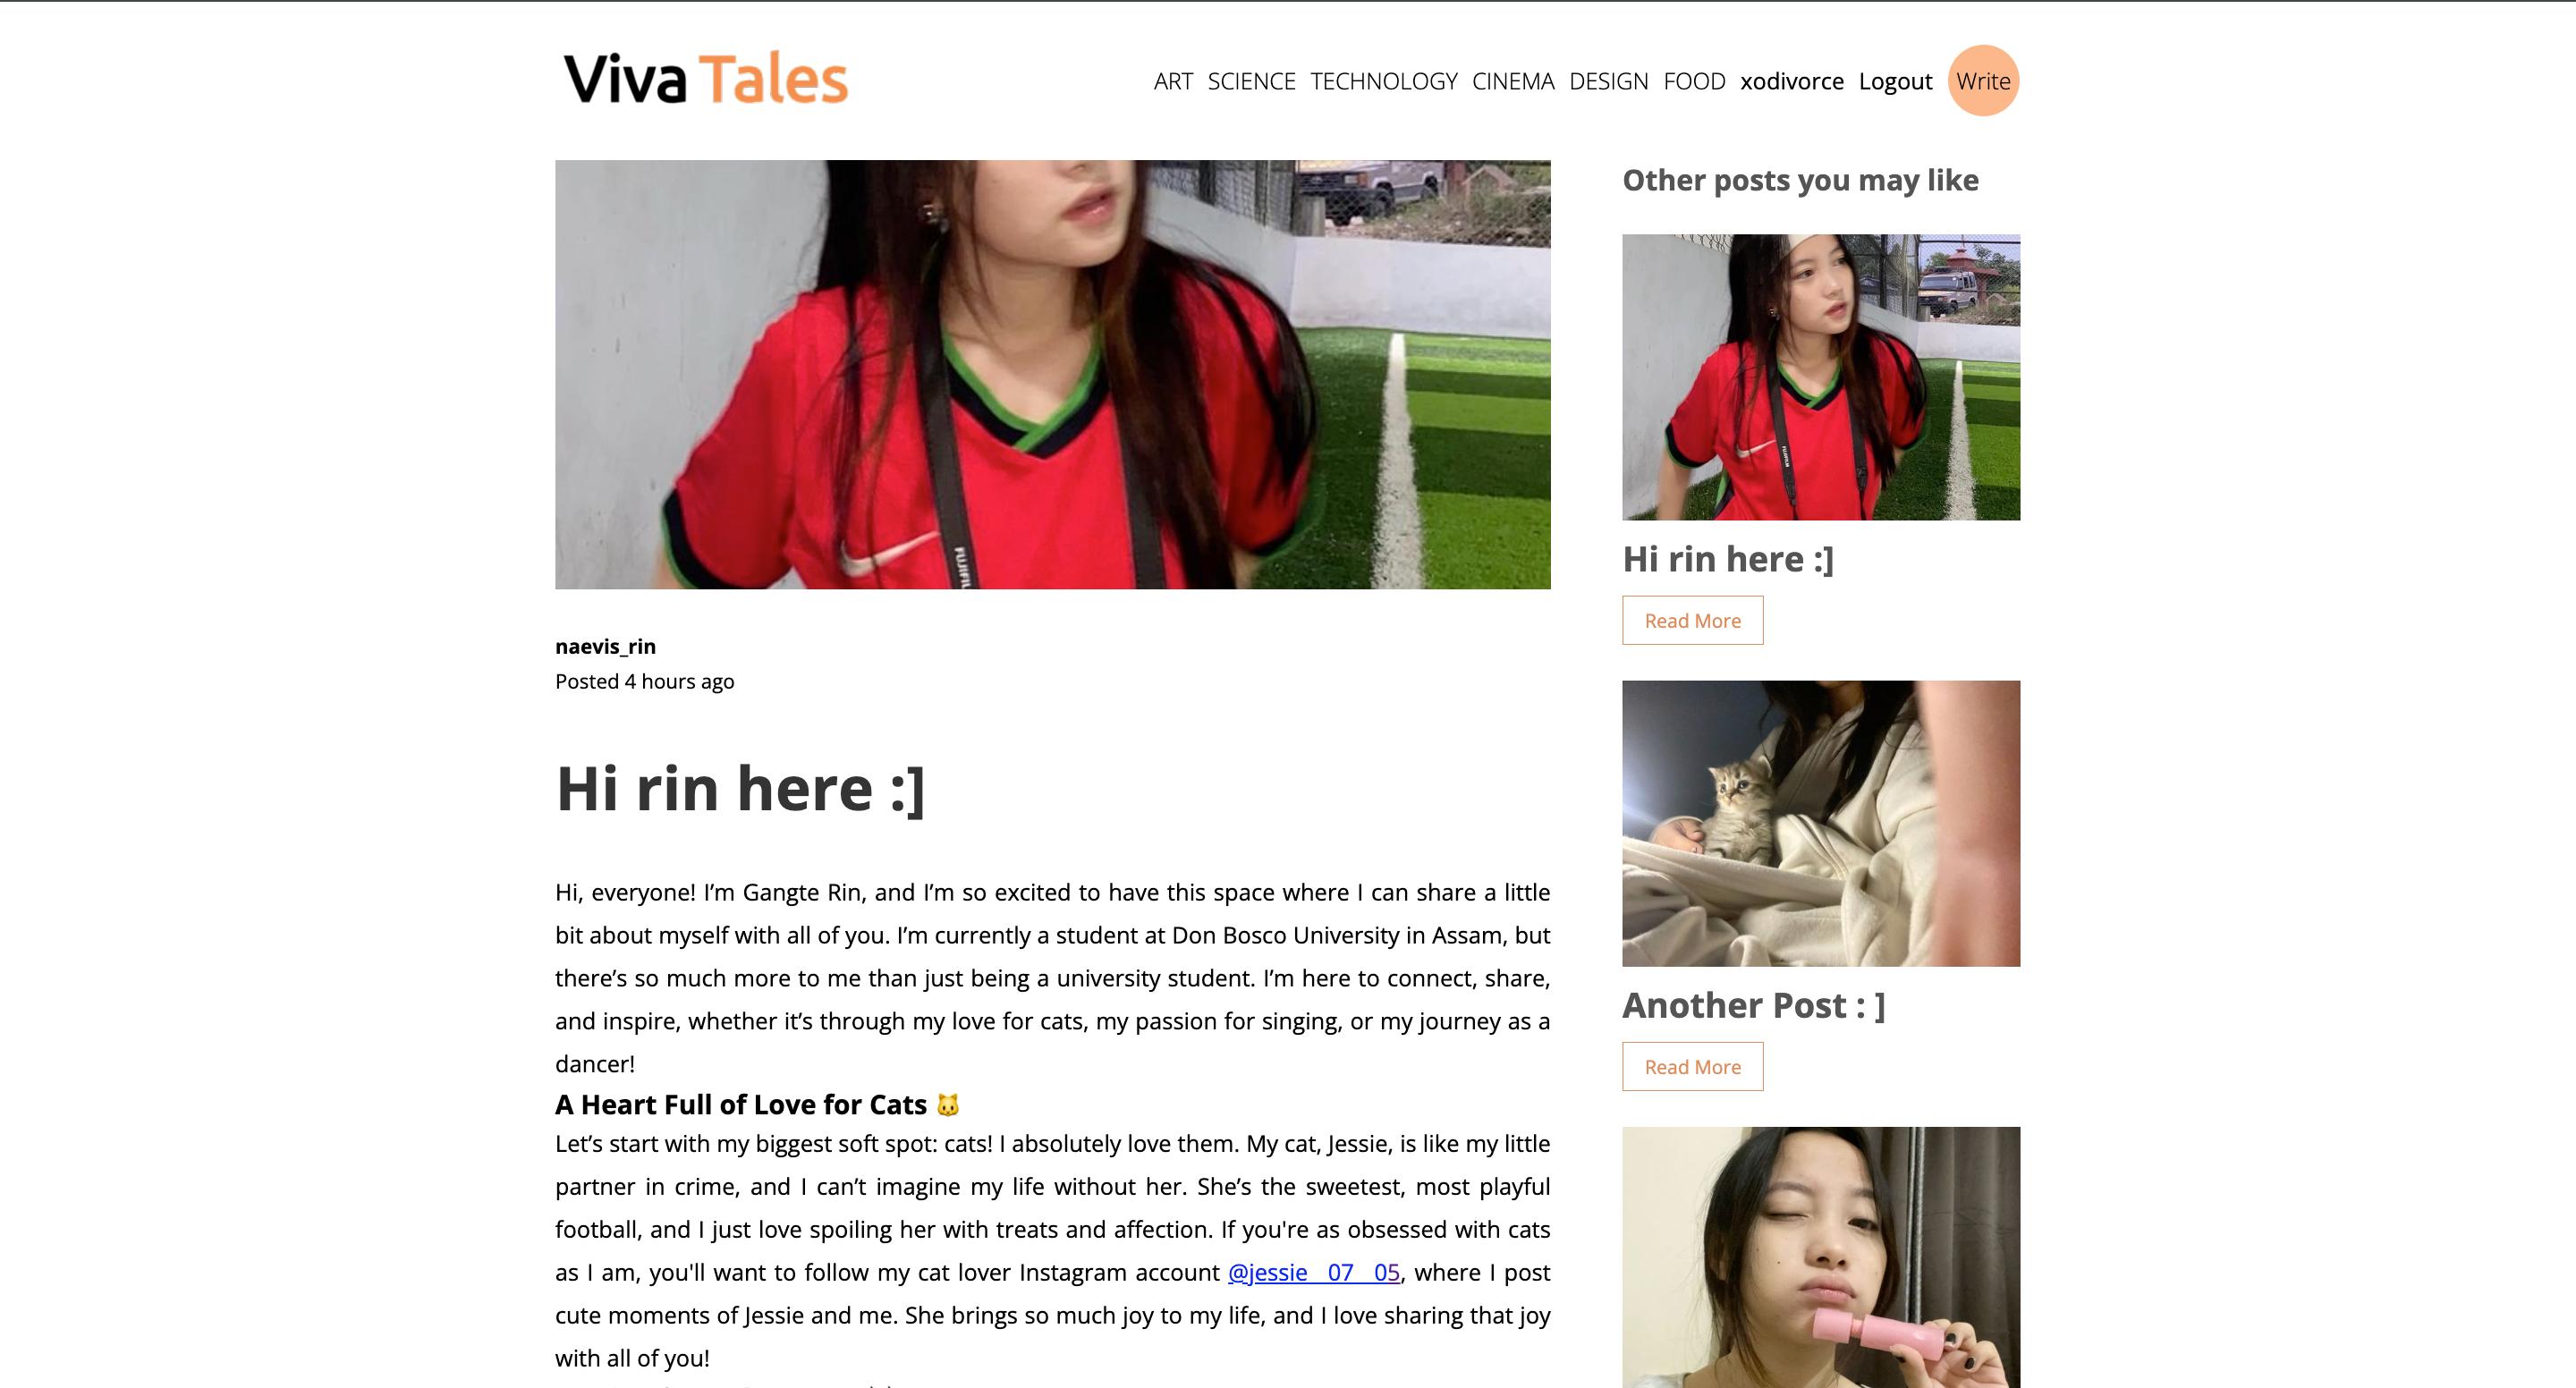 Viva Tales
ART SCIENCE TECHNOLOGY CINEMA DESIGN FOOD xodivorce Logout Write
naevis_rin
Posted 4 hours ago
Hi rin here :]
Hi, everyone! I’m Gangte Rin, and I’m so excited to have this space where I can share a little
bit about myself with all of you. I’m currently a student at Don Bosco University in Assam, but
there’s so much more to me than just being a university student. I’m here to connect, share,
and inspire, whether it’s through my love for cats, my passion for singing, or my journey as a
dancer!
A Heart Full of Love for Cats 🐱
Let’s start with my biggest soft spot: cats! I absolutely love them. My cat, Jessie, is like my little
partner in crime, and I can’t imagine my life without her. She’s the sweetest, most playful
football, and I just love spoiling her with treats and affection. If you're as obsessed with cats
as I am, you'll want to follow my cat lover Instagram account @jessie__07__05, where I post
cute moments of Jessie and me. She brings so much joy to my life, and I love sharing that joy
with all of you!
Other posts you may like
FUJIFILM
Hi rin here :]
Read More
Another Post : ]
Read More